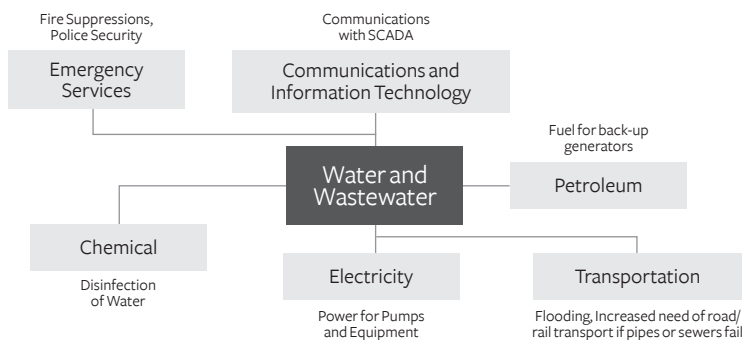 Fire Suppressions,
Police Security
Emergency
Services
Communications
with SCADA
Communications and
Information Technology
Water and
Wastewater
Fuel for back-up
generators
Petroleum
Chemical
Disinfection
of Water
Electricity
Power for Pumps
and Equipment
Transportation
Flooding, Increased need of road/
rail transport if pipes or sewers fail